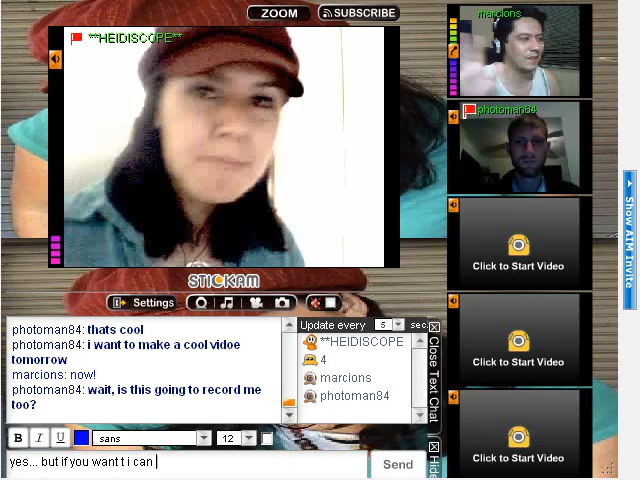 ZOOM
SUBSCRIBE
**HEIDISCOPE**
marcions
photoman84
Click to Start Video
Click to Start Video
Click to Start Video
Show AIM Invite
STICKAM
Settings
photoman84: thats cool
photoman84: i want to make a cool vidoe
tomorrow
marcions: now!
photoman84: wait, is this going to record me
too?
Update every 5 sec.
**HEIDISCOPE
4
marcions
photoman84
Close Text Chat
Hide
B I U sans 12
yes... but if you want t i can
Send